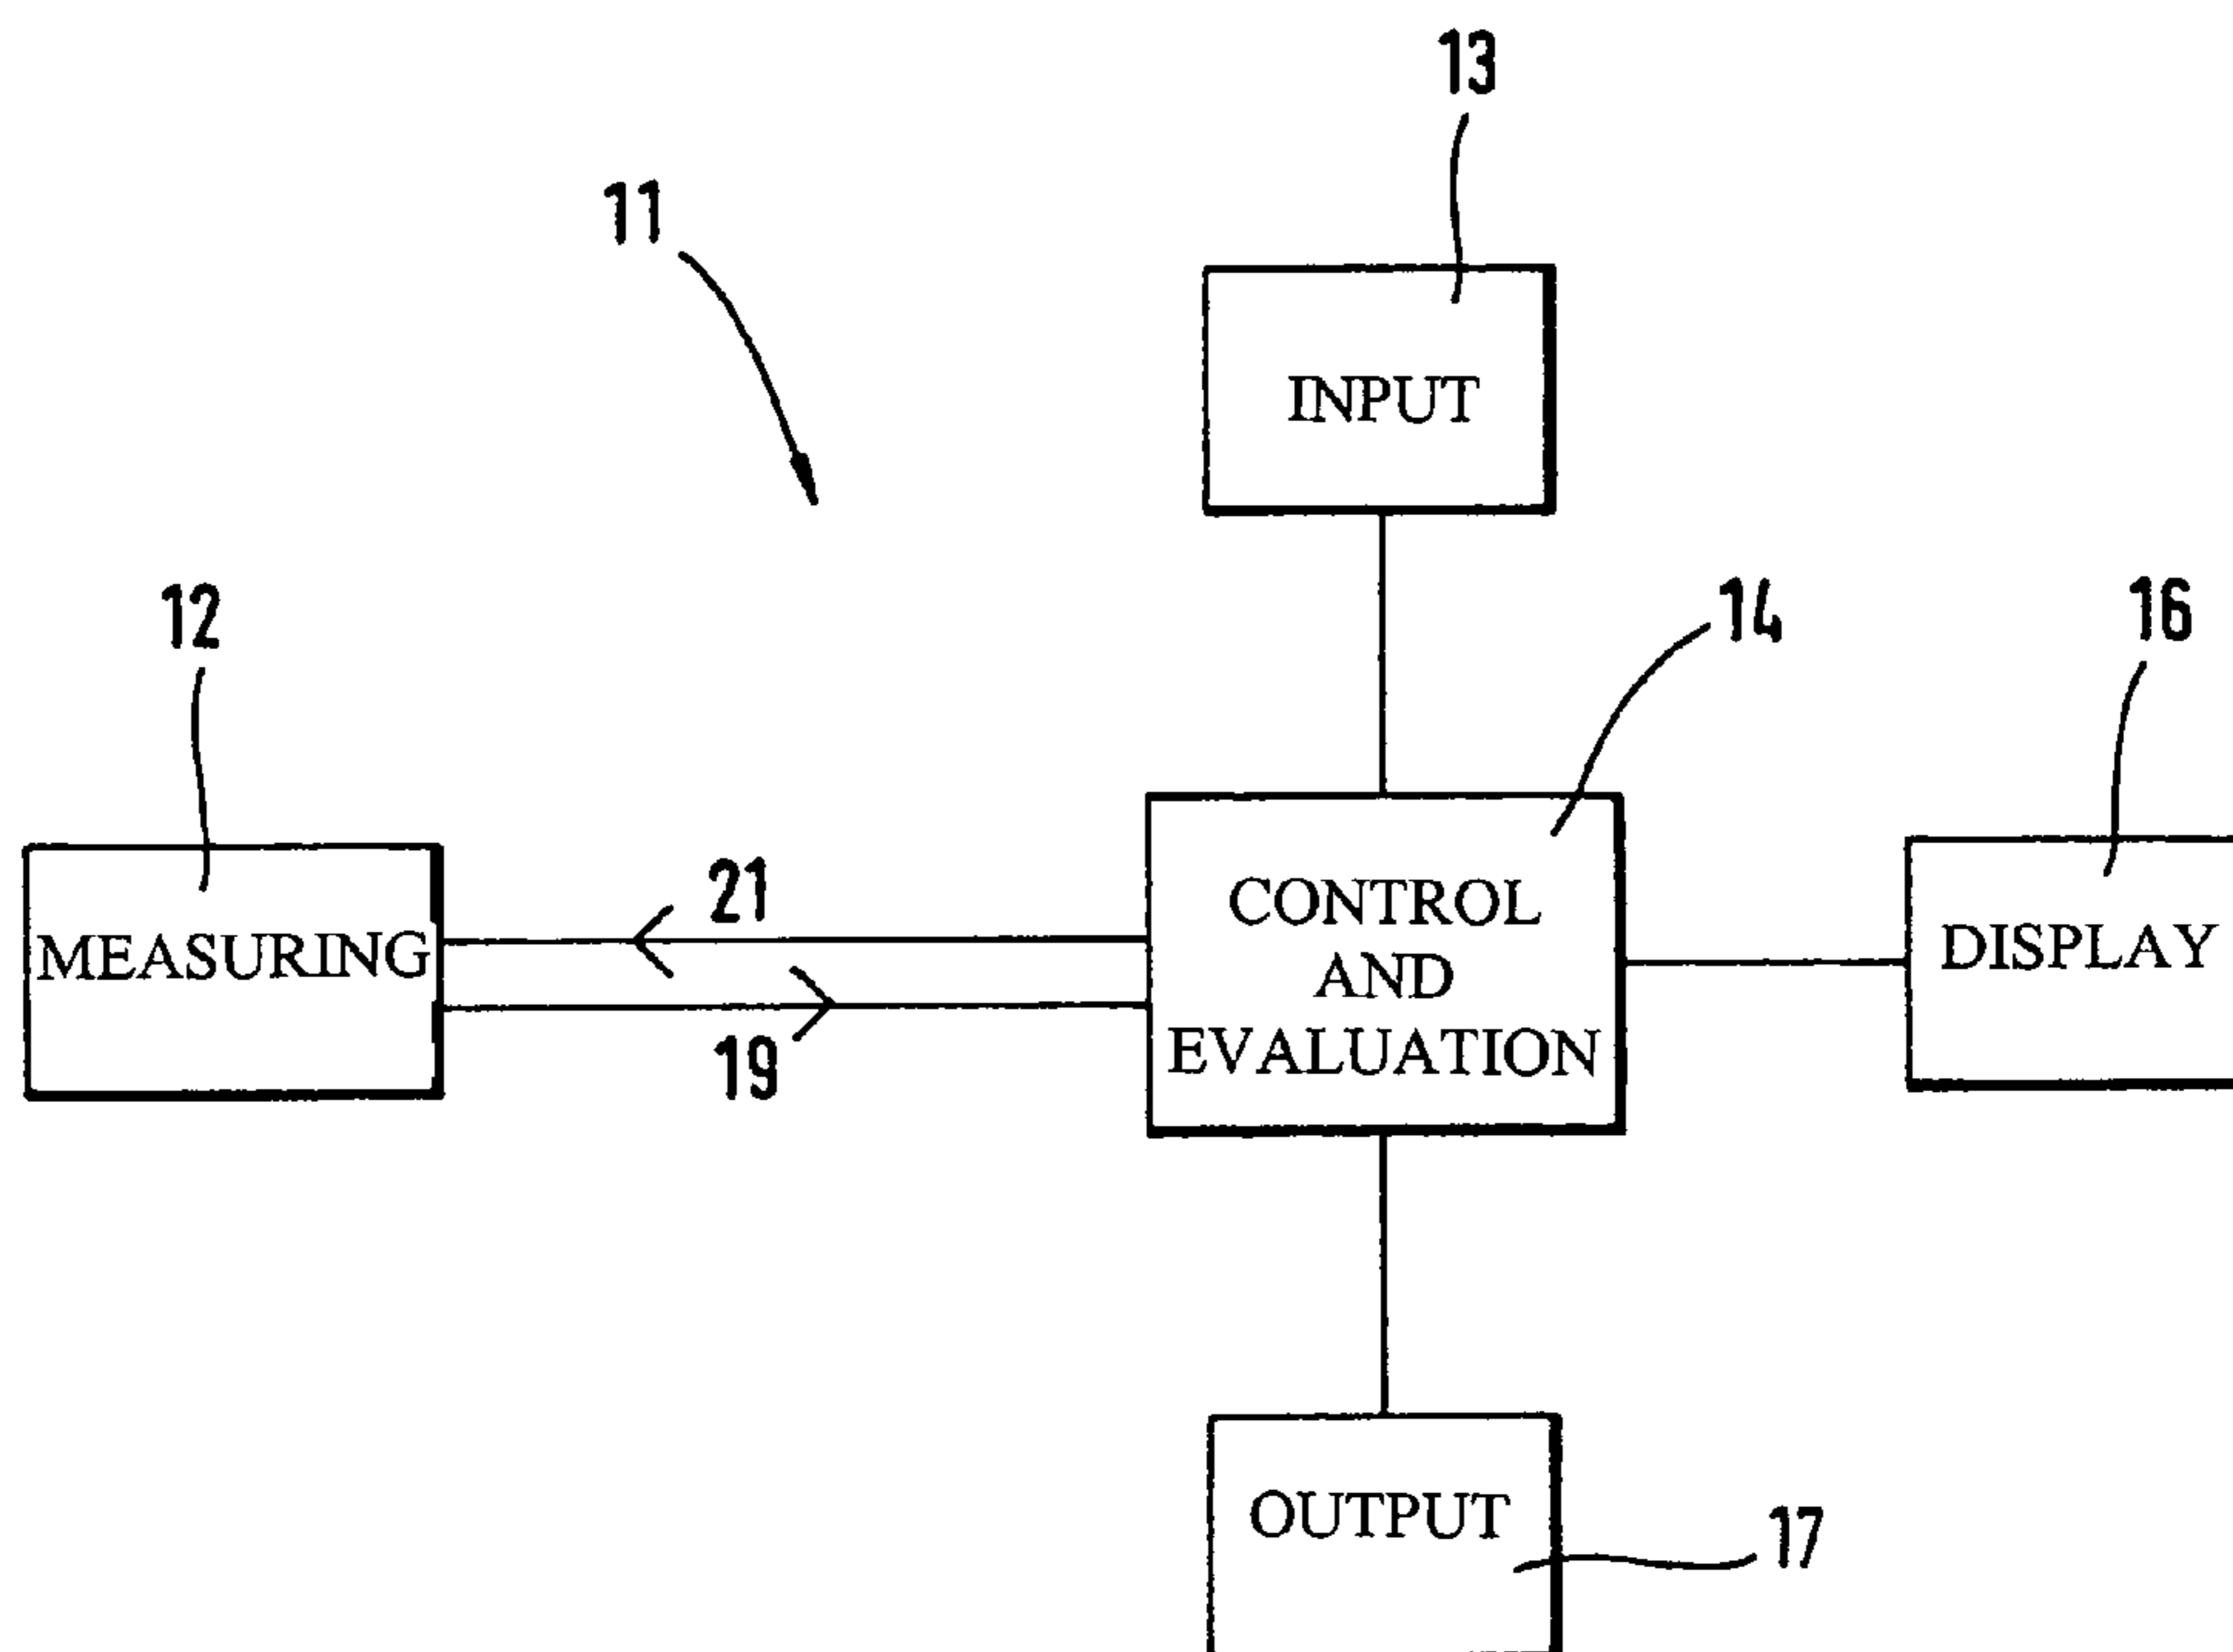 13
11
INPUT
12
14
16
21
CONTROL
AND
EVALUATION
MEASURING
DISPLAY
19
OUTPUT
17